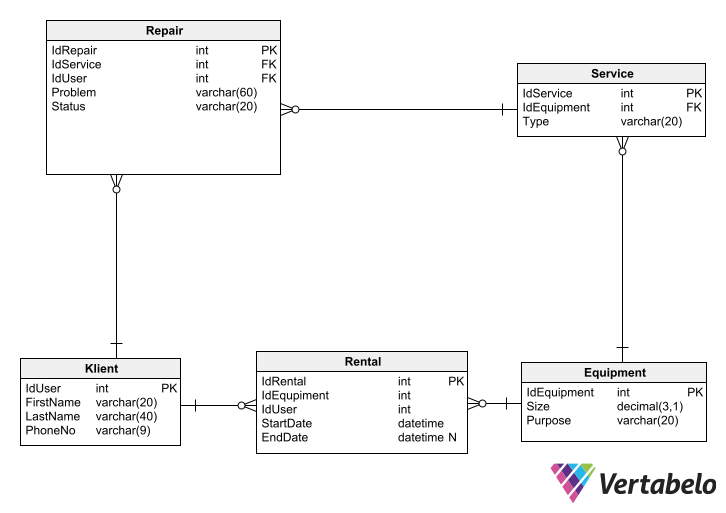 Repair
IdRepair int PK
IdService int FK
IdUser int FK
Problem varchar(60)
Status varchar(20)
Service
IdService int PK
IdEquipment int FK
Type varchar(20)
Klient
IdUser int PK
FirstName varchar(20)
LastName varchar(40)
PhoneNo varchar(9)
Rental
IdRental int PK
IdEqupiment int
IdUser int
StartDate datetime
EndDate datetime N
Equipment
IdEquipment int PK
Size decimal(3,1)
Purpose varchar(20)
Vertabelo